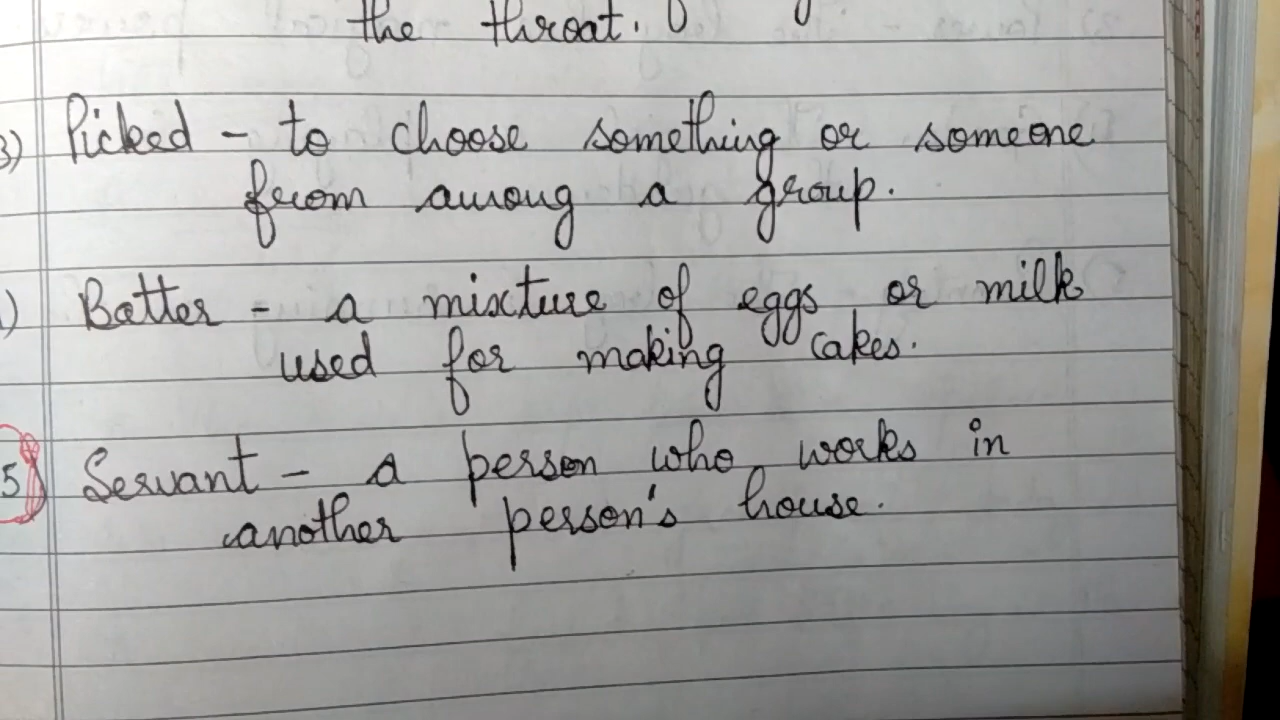 the throat.
3) Picked - to choose something or someone
from among a group.
) Batter - a mixture of eggs or milk
used for making cakes.
5) Servant - a person who works in
another person's house.